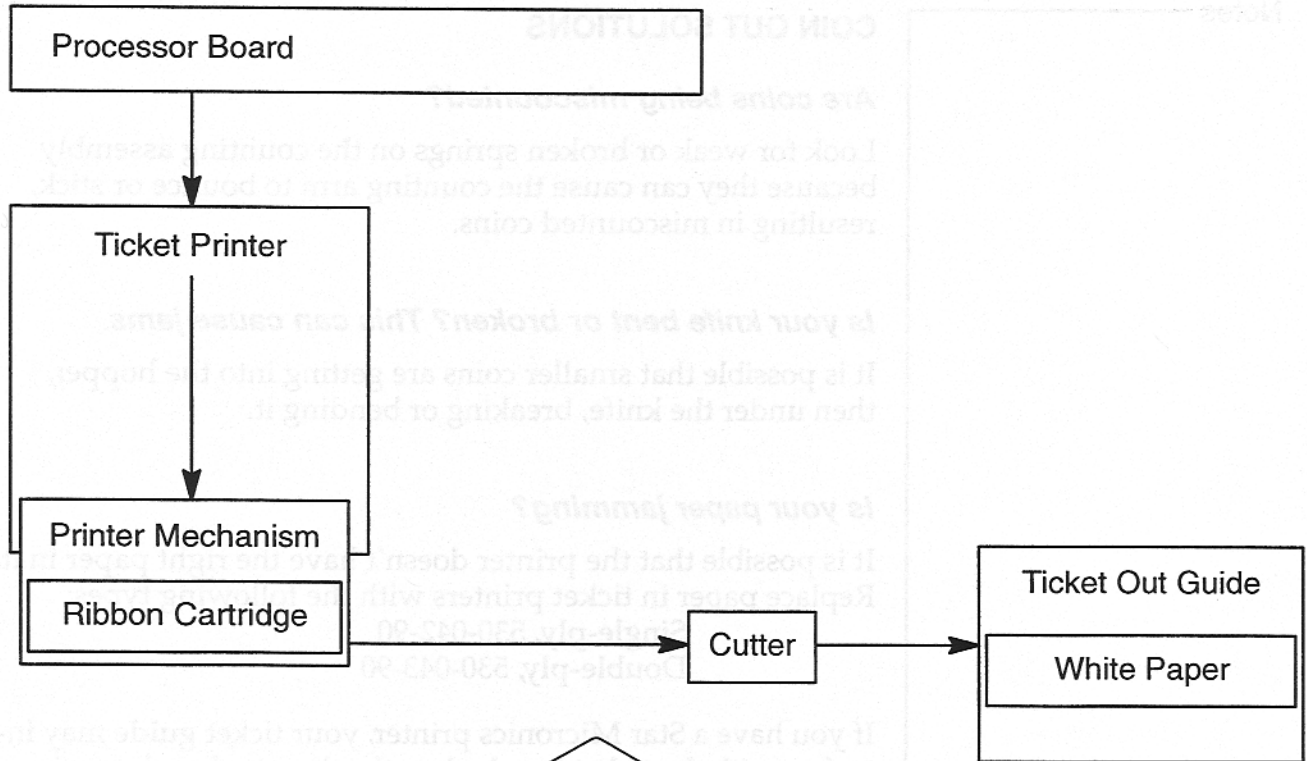 Processor Board
Ticket Printer
Printer Mechanism
Ribbon Cartridge
Cutter
Ticket Out Guide
White Paper
Notes
COIN OUT SOLUTIONS
Are coins being miscounted?
Look for weak or broken springs on the counting assembly
because they can cause the counting arm to bounce or stick,
resulting in miscounted coins.
Is your knife bent or broken? This can cause jams.
It is possible that smaller coins are getting into the hopper,
then under the knife, breaking or bending it.
Is your paper jamming?
It is possible that the printer doesn't have the right paper in
Replace paper in ticket printers with the following types:
Single-ply, 530-042-90
Double-ply, 530-043-90
If you have a Star Micronics printer, your ticket guide may in-